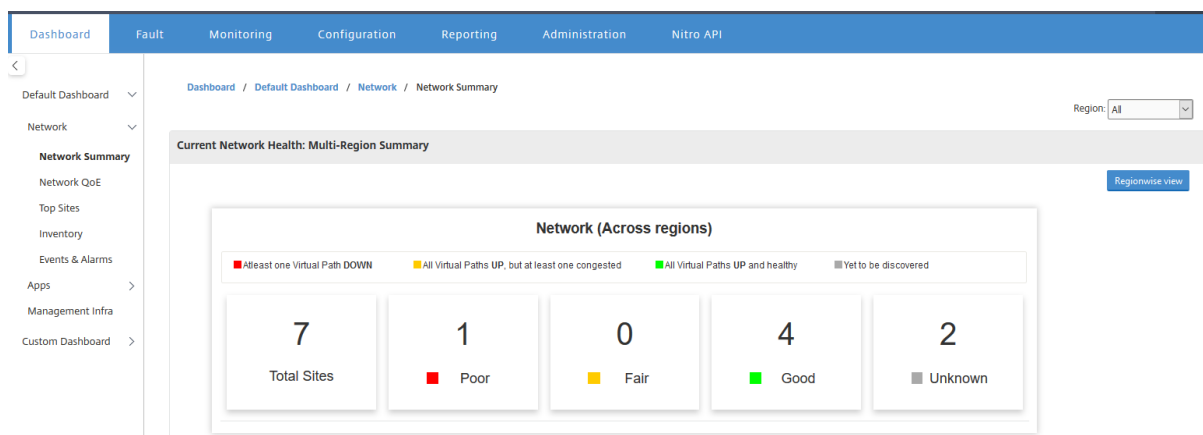 Dashboard Fault Monitoring Configuration Reporting Administration Nitro API
Default Dashboard
Network
Network Summary
Network QoE
Top Sites
Inventory
Events & Alarms
Apps
Management Infra
Custom Dashboard
Dashboard / Default Dashboard / Network / Network Summary
Region: All
Current Network Health: Multi-Region Summary
Regionwise view
Network (Across regions)
Atleast one Virtual Path DOWN All Virtual Paths UP, but at least one congested All Virtual Paths UP and healthy Yet to be discovered
7 1 0 4 2
Total Sites Poor Fair Good Unknown